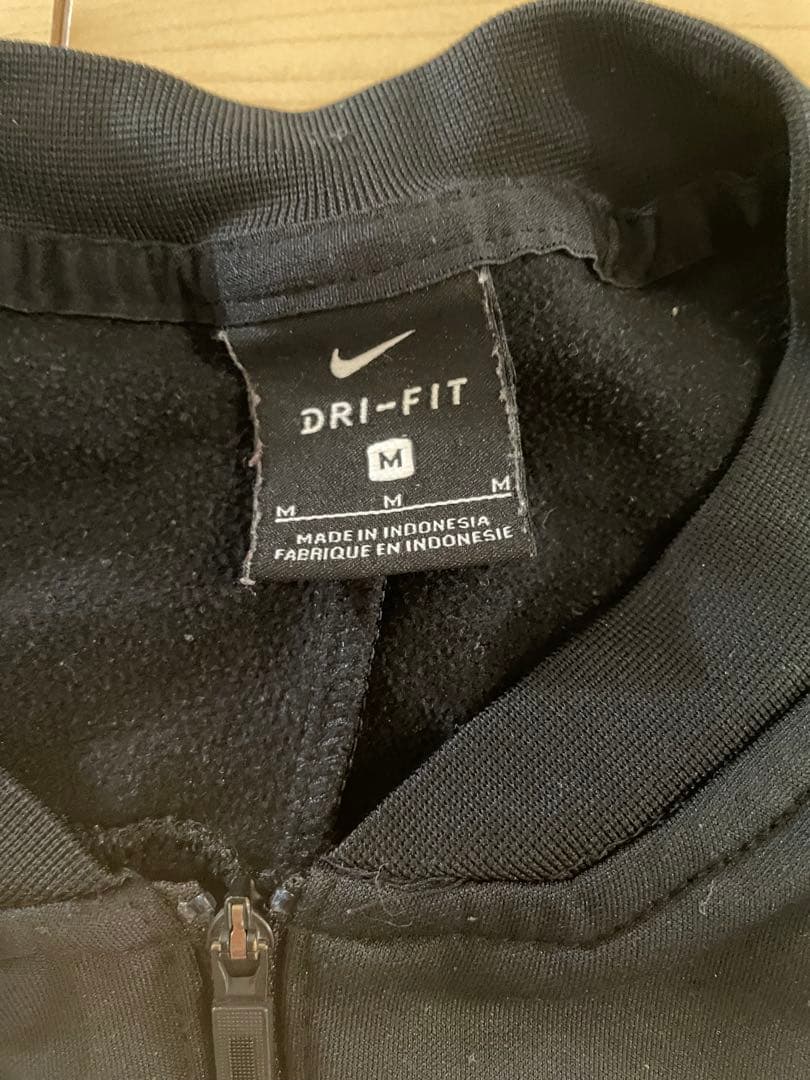 DRI-FIT
M
M M M
MADE IN INDONESIA
FABRIQUE EN INDONESIE